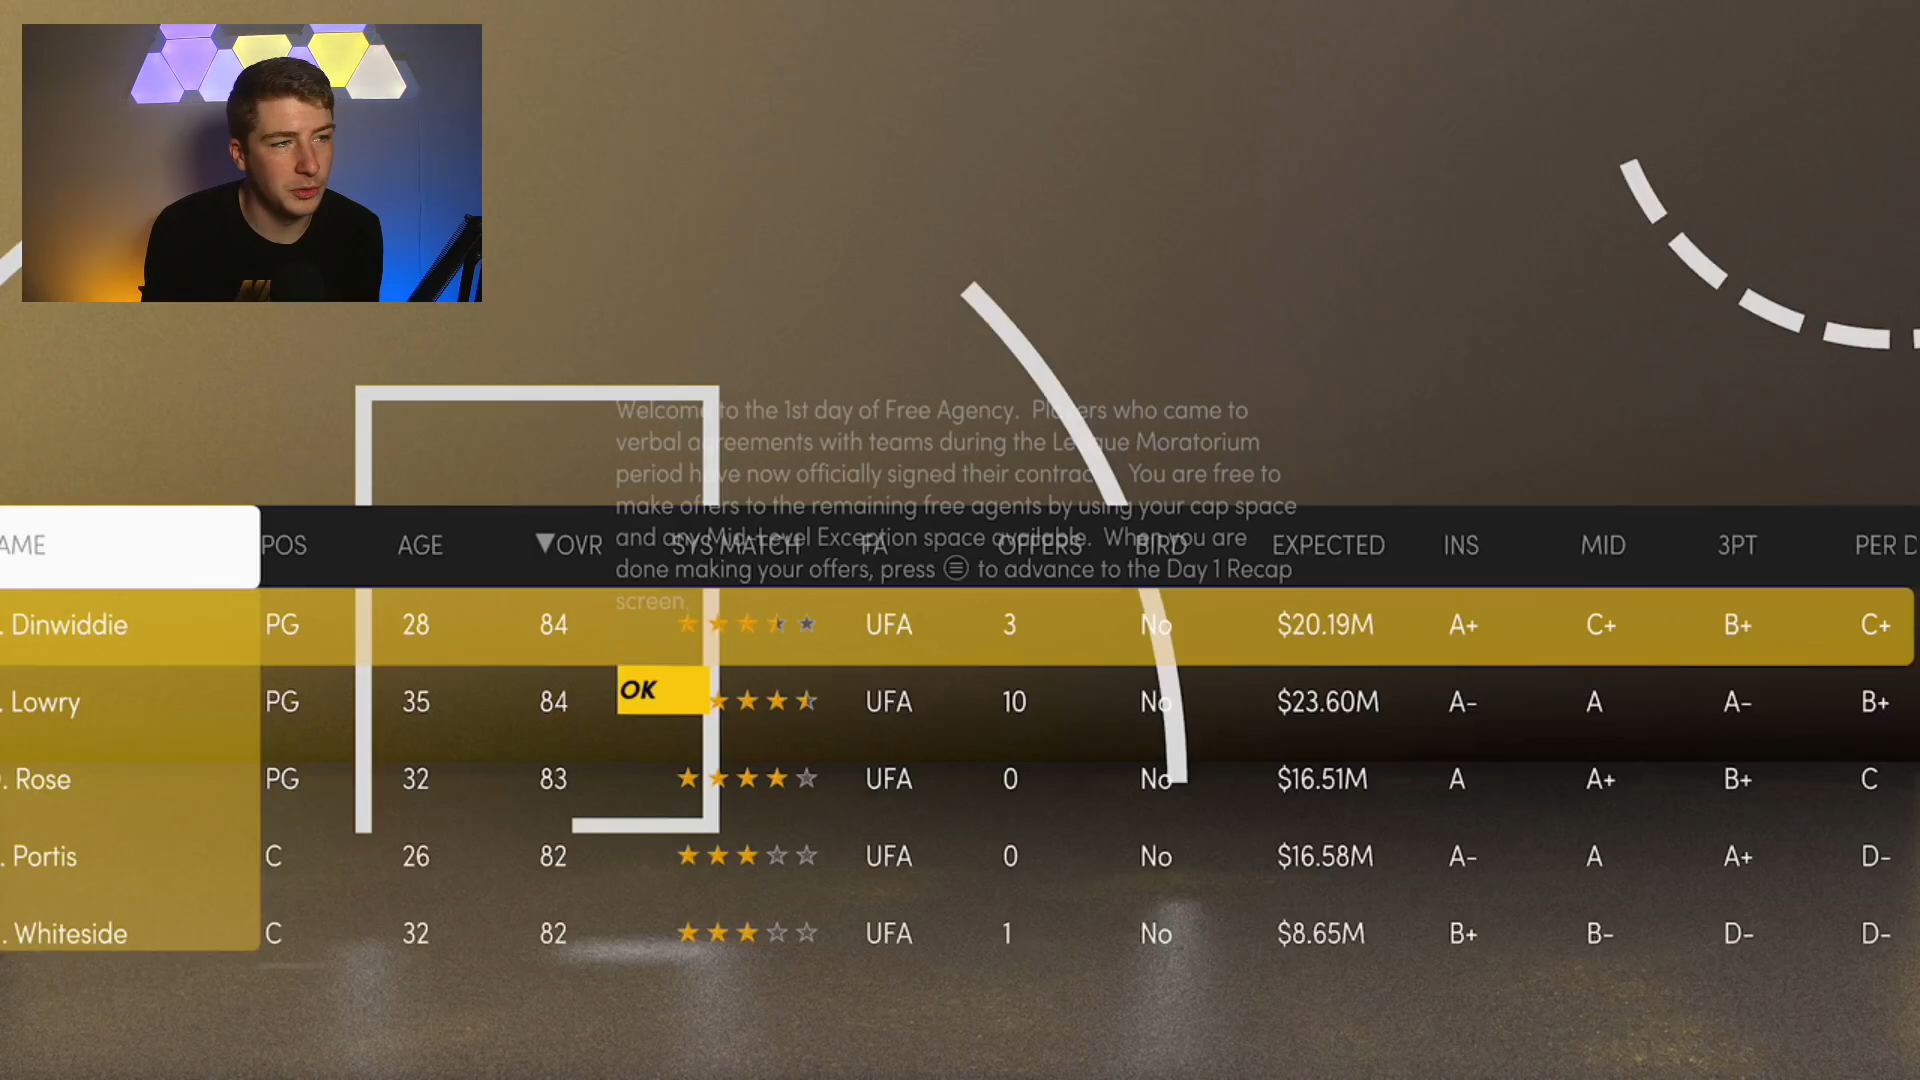 Welcome to the 1st day of Free Agency. Players who came to
verbal agreements with teams during the League Moratorium
period have now officially signed their contrac You are free to
make offers to the remaining free agents by using your cap space
and any Mid-Level Exception space available. When you are
done making your offers, press to advance to the Day 1 Recap
screen.
OK
AME POS AGE ▼OVR SYS MATCH FA OFFERS BIRD EXPECTED INS MID 3PT PER D
. Dinwiddie PG 28 84 UFA 3 No $20.19M A+ C+ B+ C+
. Lowry PG 35 84 UFA 10 No $23.60M A- A A- B+
. Rose PG 32 83 UFA 0 No $16.51M A A+ B+ C
. Portis C 26 82 UFA 0 No $16.58M A- A A+ D-
. Whiteside C 32 82 UFA 1 No $8.65M B+ B- D- D-